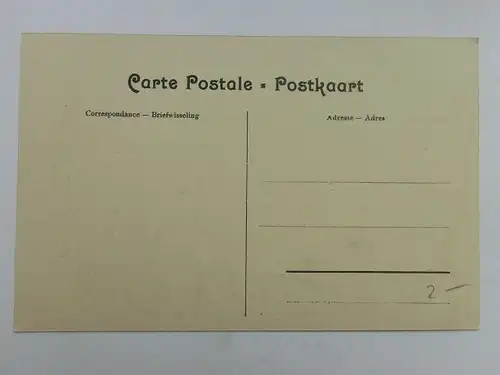 Carte Postale - Postkaart
Correspondance — Briefwisseling
Adresse — Adres
2 —